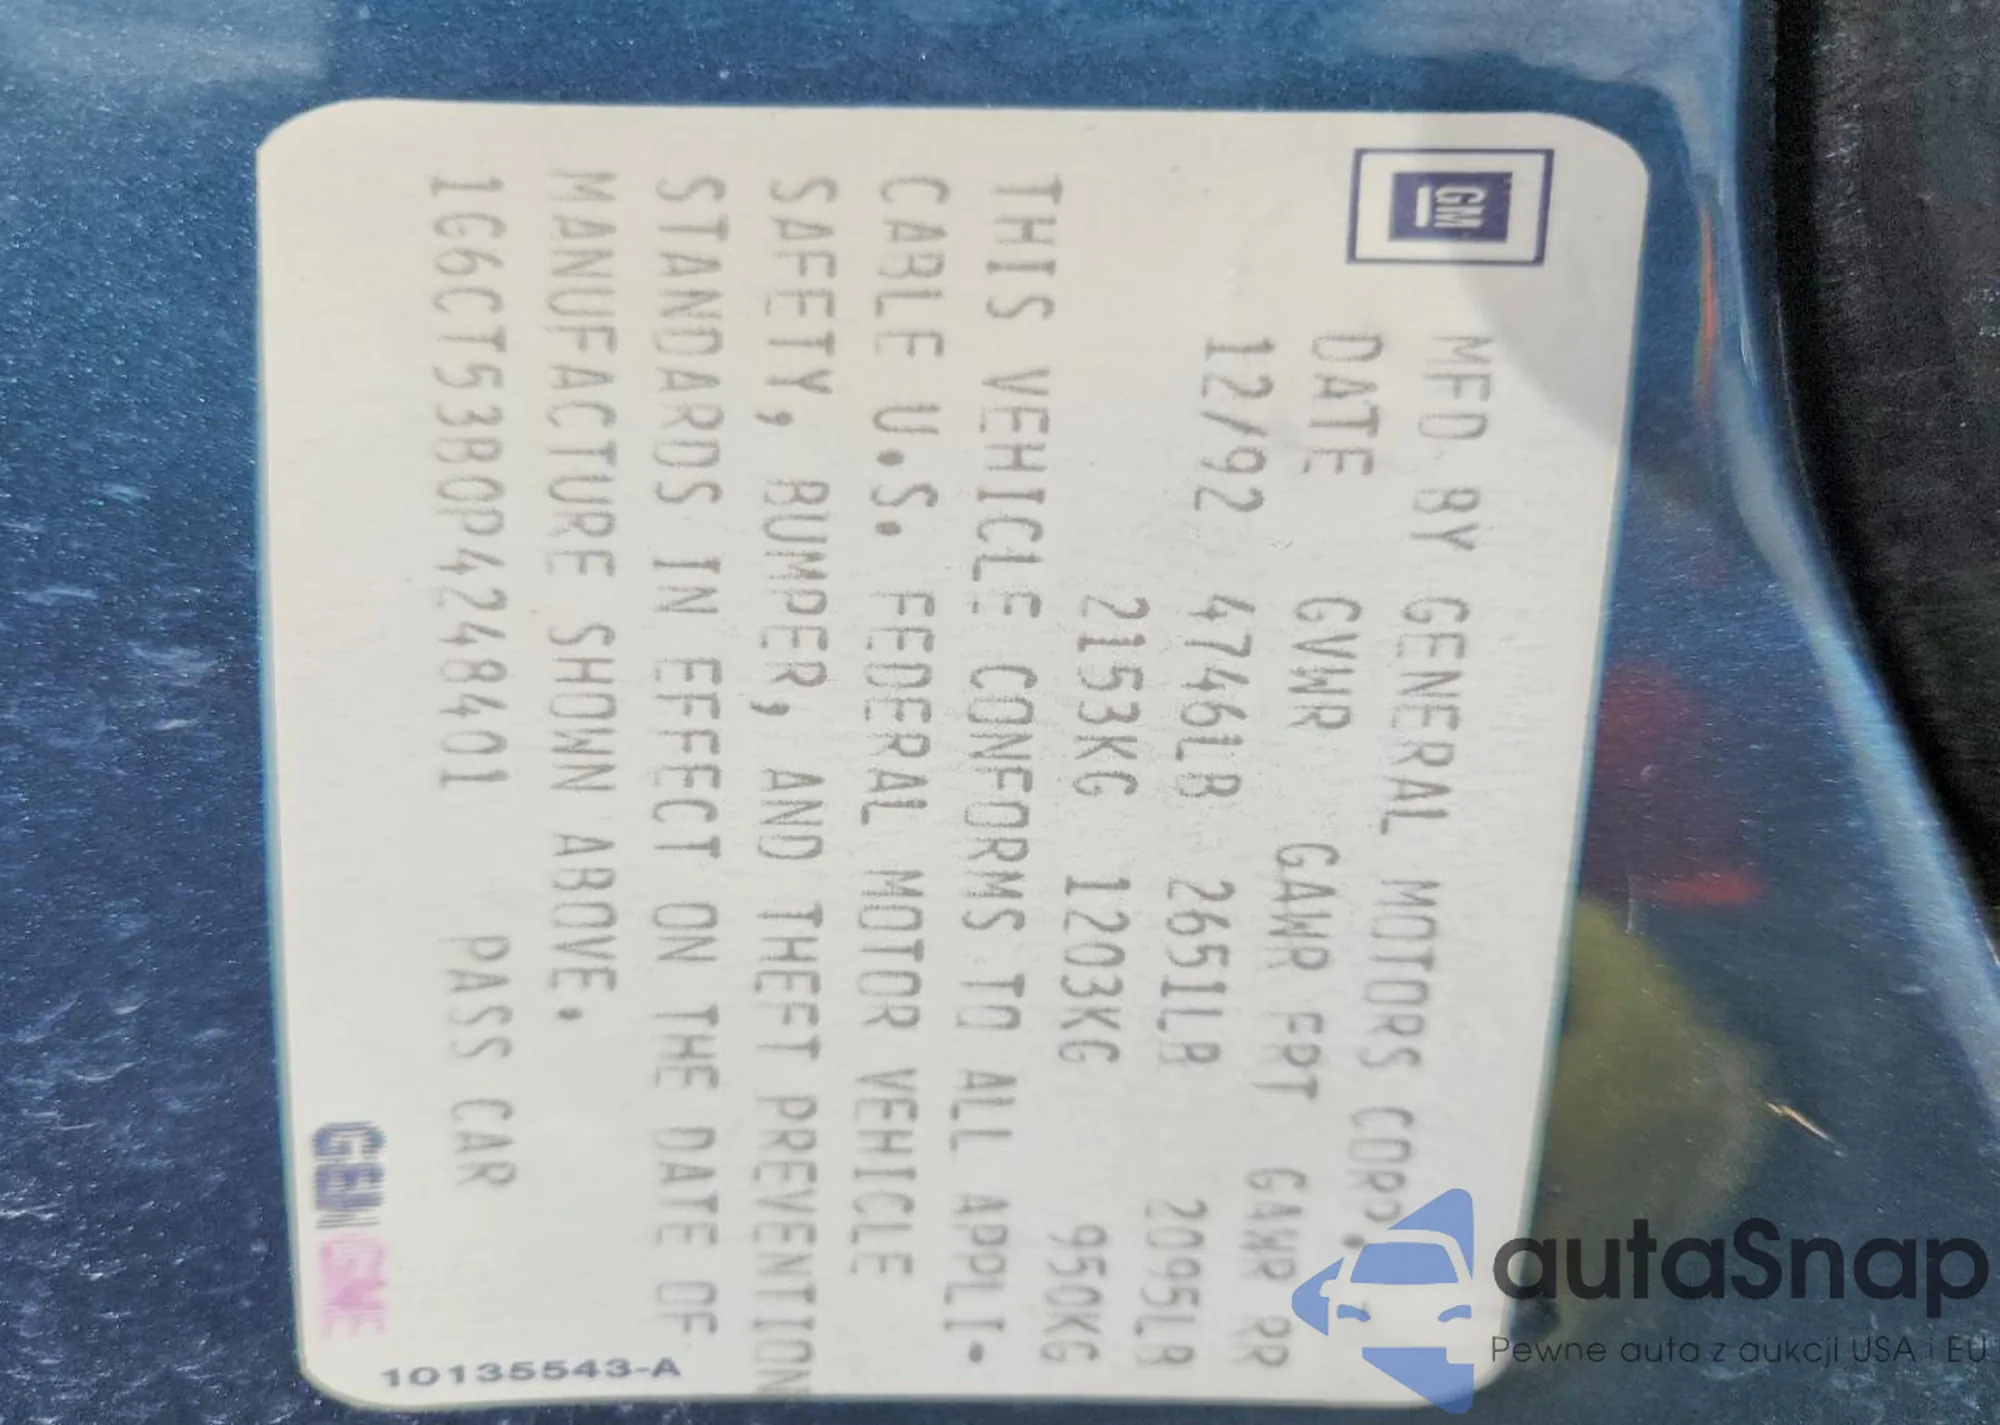 GM
MFD BY GENERAL MOTORS CORP.
DATE GVWR GAWR FRT GAWR RR
12/92 4746LB 2651LB 2095LB
2153KG 1203KG 950KG
THIS VEHICLE CONFORMS TO ALL APPLI-
CABLE U.S. FEDERAL MOTOR VEHICLE
SAFETY, BUMPER, AND THEFT PREVENTION
STANDARDS IN EFFECT ON THE DATE OF
MANUFACTURE SHOWN ABOVE.
1G6CT53B0P4248401 PASS CAR
10135543-A
autaSnap
Pewne auta z aukcji USA i EU